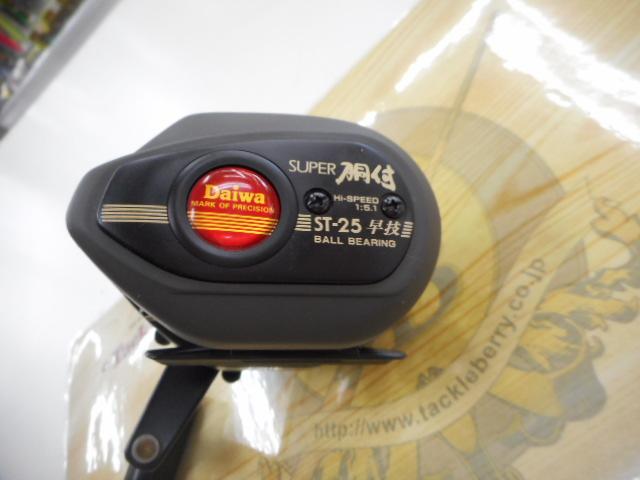 SUPER 胴付
Daiwa
MARK OF PRECISION
HI-SPEED
1:5.1
ST-25 早技
BALL BEARING
http://www.tackleberry.co.jp